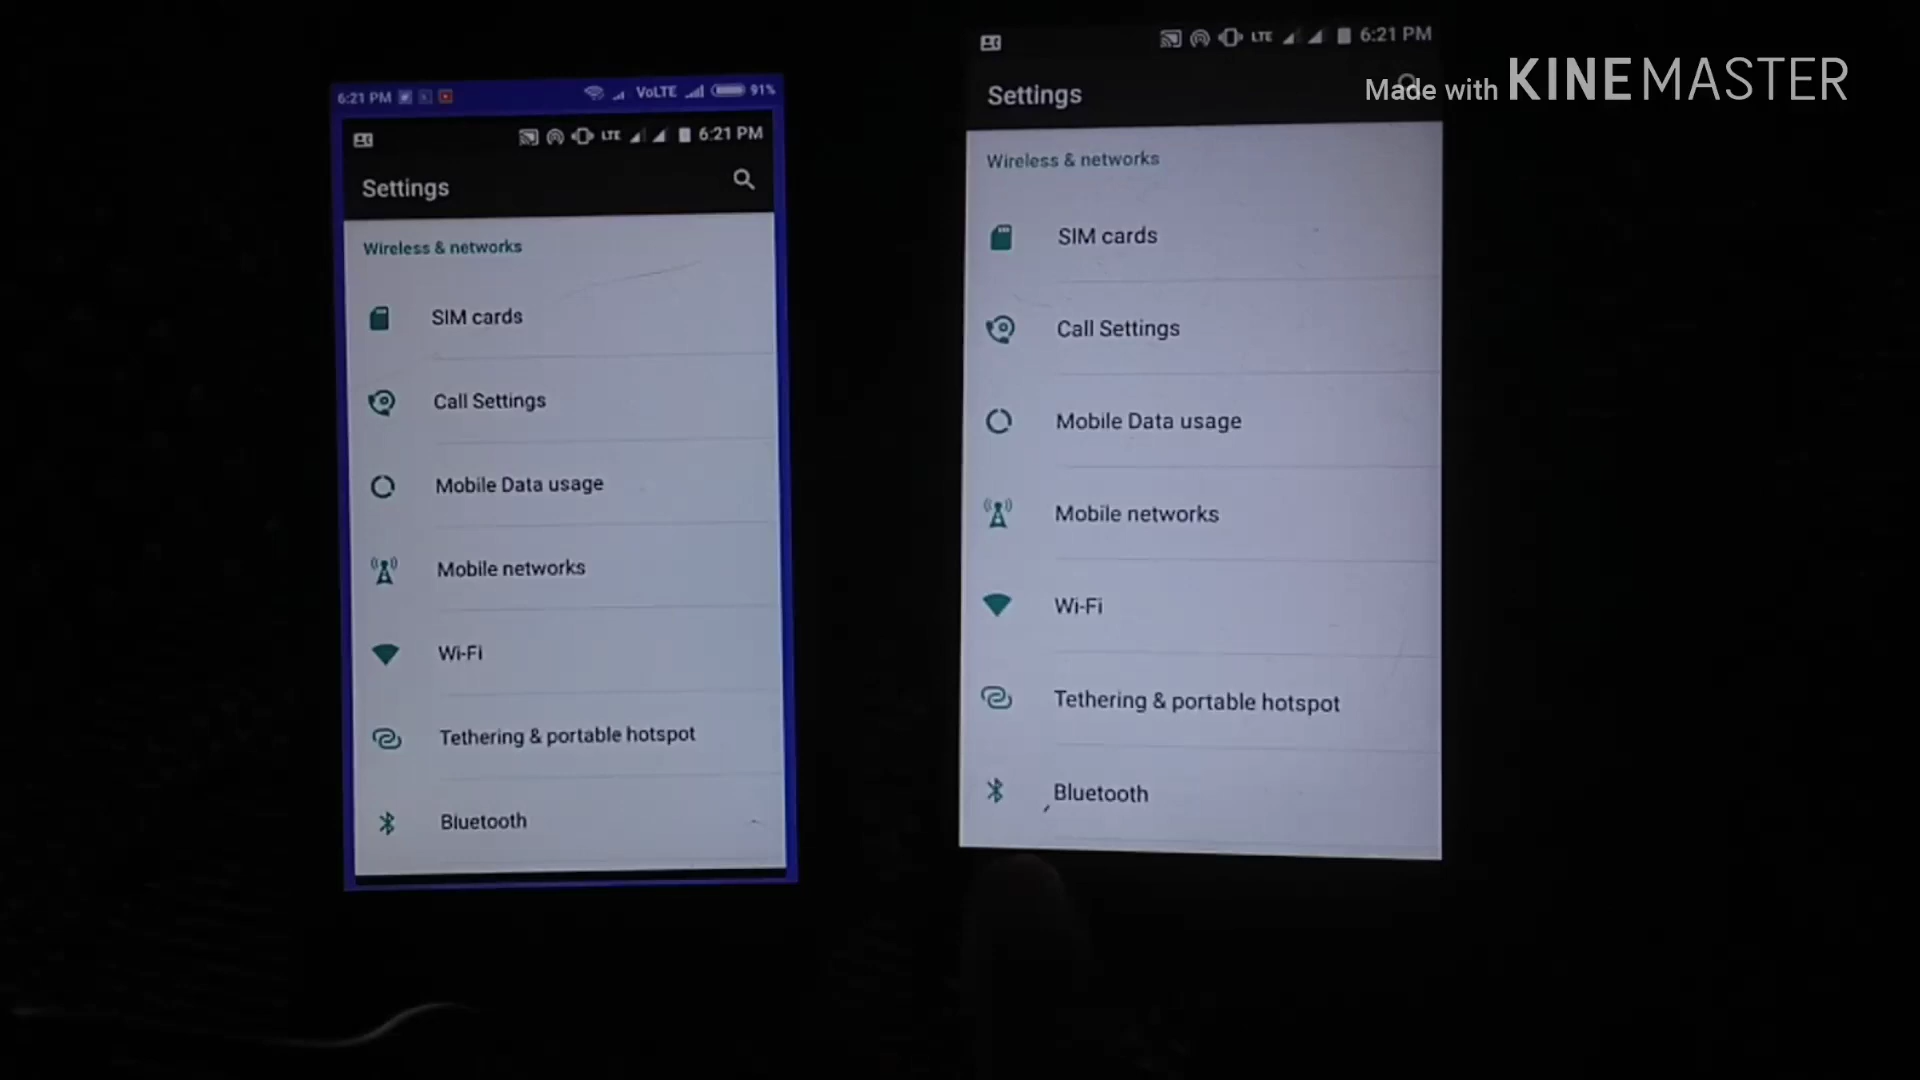 6:21 PM VoLTE 91%
LTE 6:21 PM
Settings
Wireless & networks
SIM cards
Call Settings
Mobile Data usage
Mobile networks
Wi-Fi
Tethering & portable hotspot
Bluetooth
LTE 6:21 PM
Settings
Made with KINEMASTER
Wireless & networks
SIM cards
Call Settings
Mobile Data usage
Mobile networks
Wi-Fi
Tethering & portable hotspot
Bluetooth